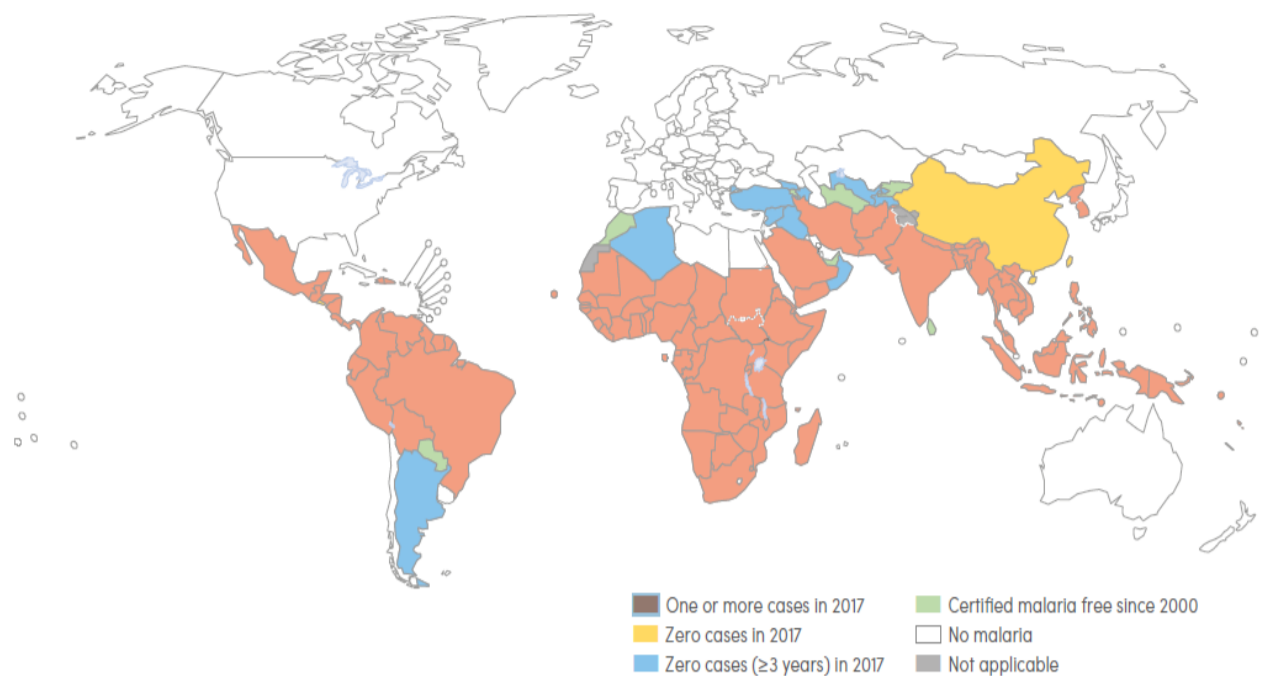 One or more cases in 2017
Zero cases in 2017
Zero cases (≥3 years) in 2017
Certified malaria free since 2000
No malaria
Not applicable